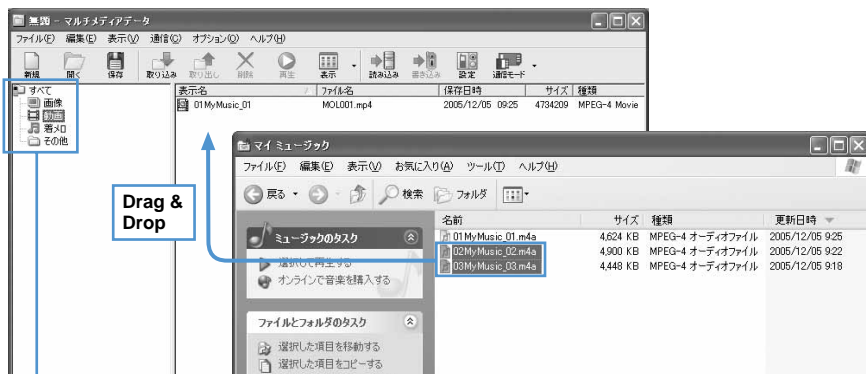 無題 - マルチメディアデータ
ファイル(F) 編集(E) 表示(V) 通信(C) オプション(O) ヘルプ(H)
新規 開く 保存 取り込み 取り出し 削除 再生 表示 読み込み 書き込み 設定 通信モード
すべて
画像
動画
着メロ
その他
表示名 ファイル名 保存日時 サイズ 種類
01MyMusic_01 MOL001.mp4 2005/12/05 09:25 4734209 MPEG-4 Movie
Drag &
Drop
マイ ミュージック
ファイル(F) 編集(E) 表示(V) お気に入り(A) ツール(T) ヘルプ(H)
戻る 検索 フォルダ
ミュージックのタスク
選択して再生する
オンラインで音楽を購入する
ファイルとフォルダのタスク
選択した項目を移動する
選択した項目をコピーする
名前 サイズ 種類 更新日時
01MyMusic_01.m4a 4,624 KB MPEG-4 オーディオファイル 2005/12/05 9:25
02MyMusic_02.m4a 4,900 KB MPEG-4 オーディオファイル 2005/12/05 9:22
03MyMusic_03.m4a 4,448 KB MPEG-4 オーディオファイル 2005/12/05 9:18